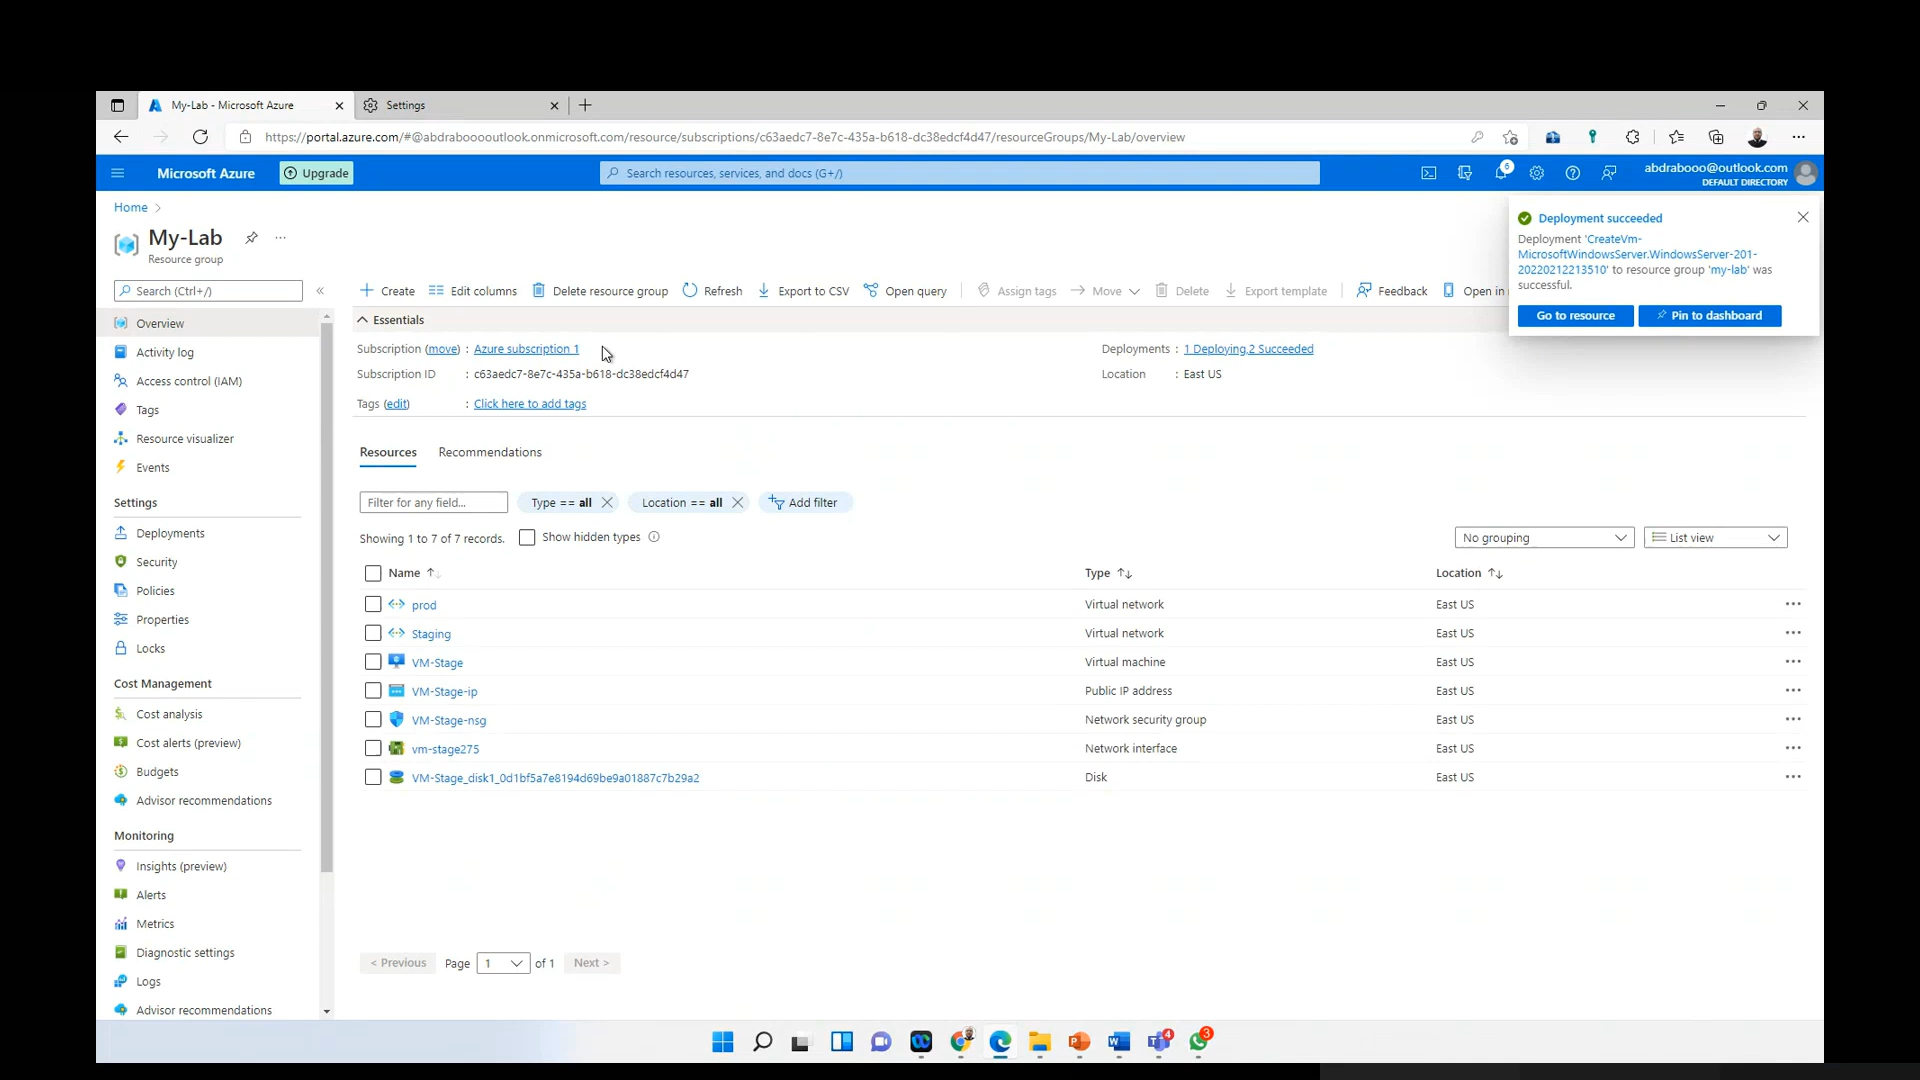 My-Lab - Microsoft Azure
Settings
https://portal.azure.com/#@abdraboooutlook.onmicrosoft.com/resource/subscriptions/c63aedc7-8e7c-435a-b618-dc38edcf4d47/resourceGroups/My-Lab/overview
Microsoft Azure
Upgrade
Search resources, services, and docs (G+/)
6
abdrabooo@outlook.com
DEFAULT DIRECTORY
Home >
My-Lab
Resource group
Deployment succeeded
Deployment 'CreateVm-
MicrosoftWindowsServer.WindowsServer-201-
20220212213510' to resource group 'my-lab' was
successful.
Go to resource
Pin to dashboard
Search (Ctrl+/)
Create
Edit columns
Delete resource group
Refresh
Export to CSV
Open query
Assign tags
Move
Delete
Export template
Feedback
Open in
Essentials
Subscription (move) : Azure subscription 1
Subscription ID : c63aedc7-8e7c-435a-b618-dc38edcf4d47
Tags (edit) : Click here to add tags
Deployments : 1 Deploying,2 Succeeded
Location : East US
Overview
Activity log
Access control (IAM)
Tags
Resource visualizer
Events
Settings
Deployments
Security
Policies
Properties
Locks
Cost Management
Cost analysis
Cost alerts (preview)
Budgets
Advisor recommendations
Monitoring
Insights (preview)
Alerts
Metrics
Diagnostic settings
Logs
Advisor recommendations
Resources
Recommendations
Filter for any field...
Type == all
Location == all
Add filter
Showing 1 to 7 of 7 records.
Show hidden types
No grouping
List view
Name Type Location
prod Virtual network East US
Staging Virtual network East US
VM-Stage Virtual machine East US
VM-Stage-ip Public IP address East US
VM-Stage-nsg Network security group East US
vm-stage275 Network interface East US
VM-Stage_disk1_0d1bf5a7e8194d69be9a01887c7b29a2 Disk East US
< Previous Page 1 of 1 Next >
4
3